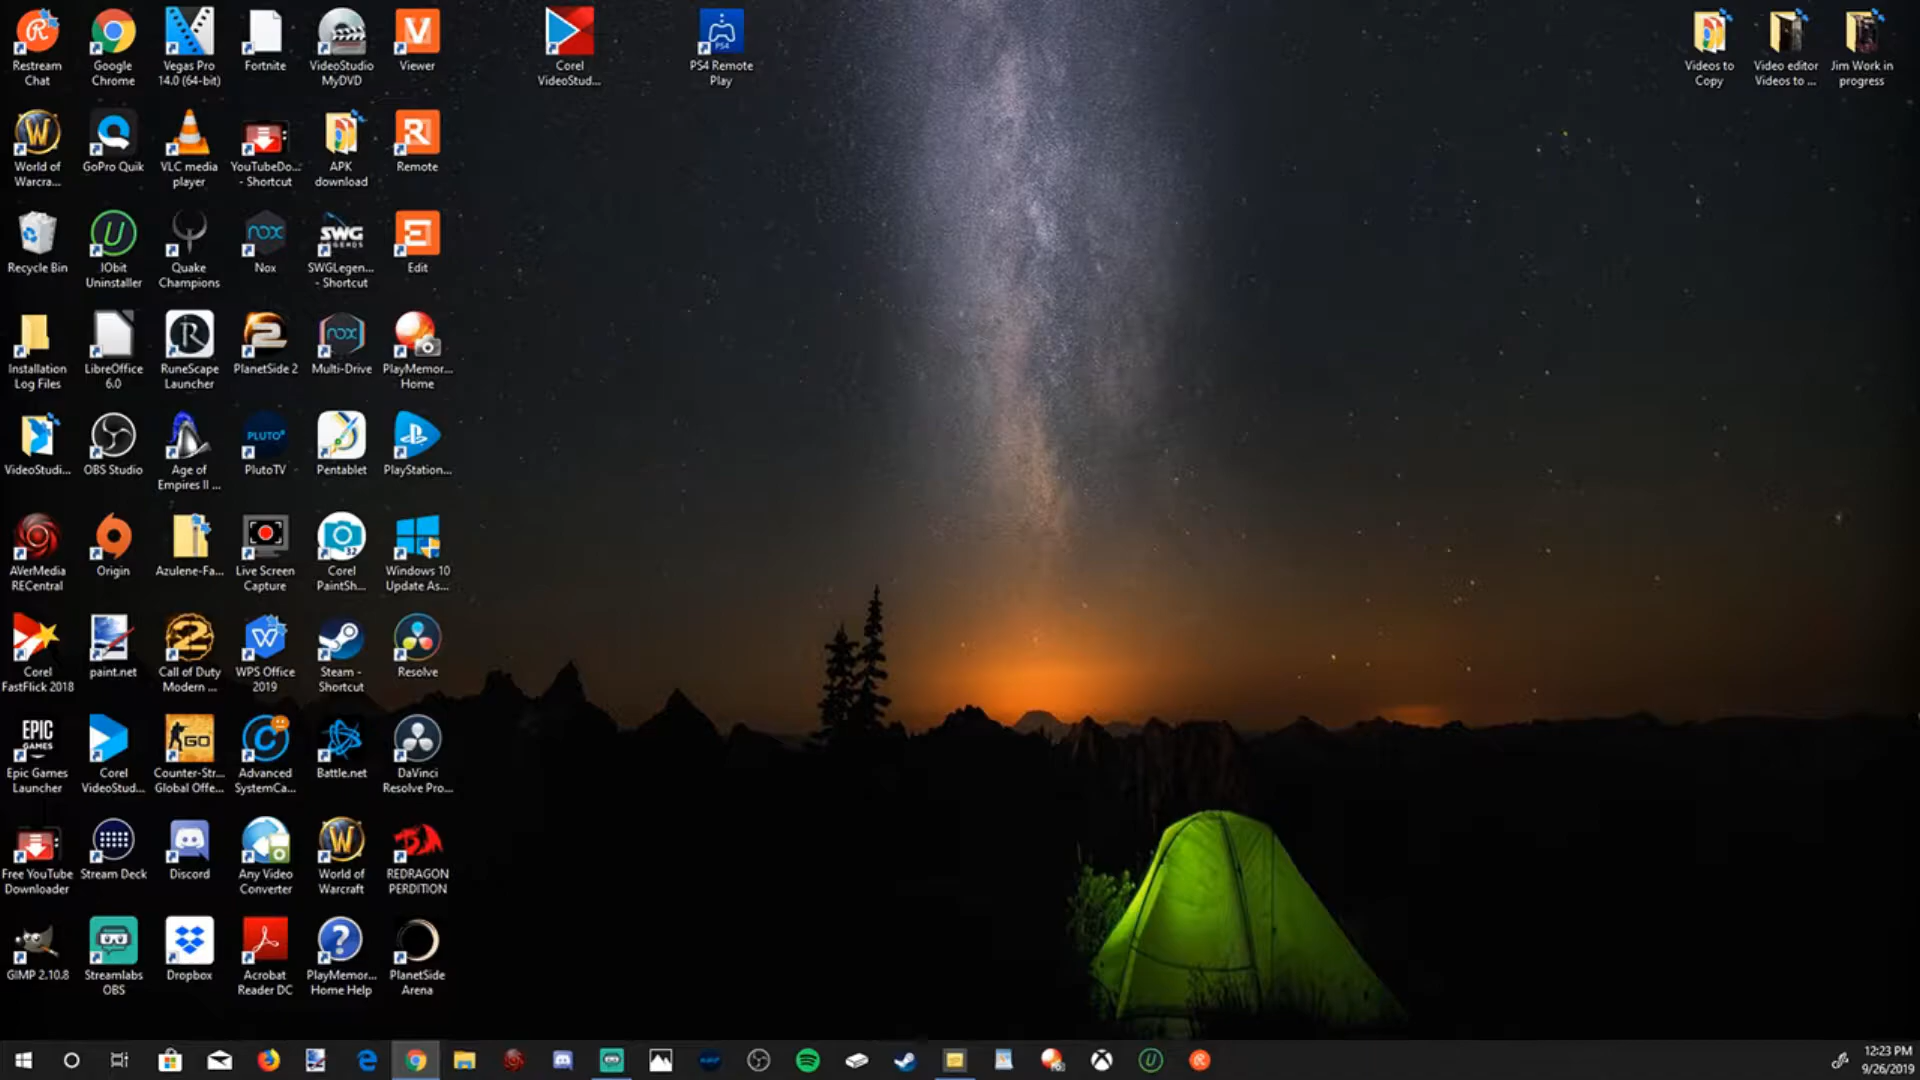 Restream
Chat
Google
Chrome
Vegas Pro
14.0 (64-bit)
Fortnite
VideoStudio
MyDVD
Viewer
Corel
VideoStud...
PS4 Remote
Play
Videos to
Copy
Video editor
Videos to ...
Jim Work in
progress
World of
Warcra...
GoPro Quik
VLC media
player
YouTubeDo...
- Shortcut
APK
download
Remote
Recycle Bin
IObit
Uninstaller
Quake
Champions
Nox
SWGLegen...
- Shortcut
Edit
Installation
Log Files
LibreOffice
6.0
RuneScape
Launcher
PlanetSide 2
Multi-Drive
PlayMemor...
Home
VideoStudi...
OBS Studio
Age of
Empires II ...
PlutoTV
Pentablet
PlayStation...
AVerMedia
RECentral
Origin
Azulene-Fa...
Live Screen
Capture
Corel
PaintSh...
Windows 10
Update As...
Corel
FastFlick 2018
paint.net
Call of Duty
Modern ...
WPS Office
2019
Steam -
Shortcut
Resolve
Epic Games
Launcher
Corel
VideoStud...
Counter-Str...
Global Offe...
Advanced
SystemCa...
Battle.net
DaVinci
Resolve Pro...
Free YouTube
Downloader
Stream Deck
Discord
Any Video
Converter
World of
Warcraft
REDRAGON
PERDITION
GIMP 2.10.8
Streamlabs
OBS
Dropbox
Acrobat
Reader DC
PlayMemor...
Home Help
PlanetSide
Arena
12:23 PM
9/26/2019